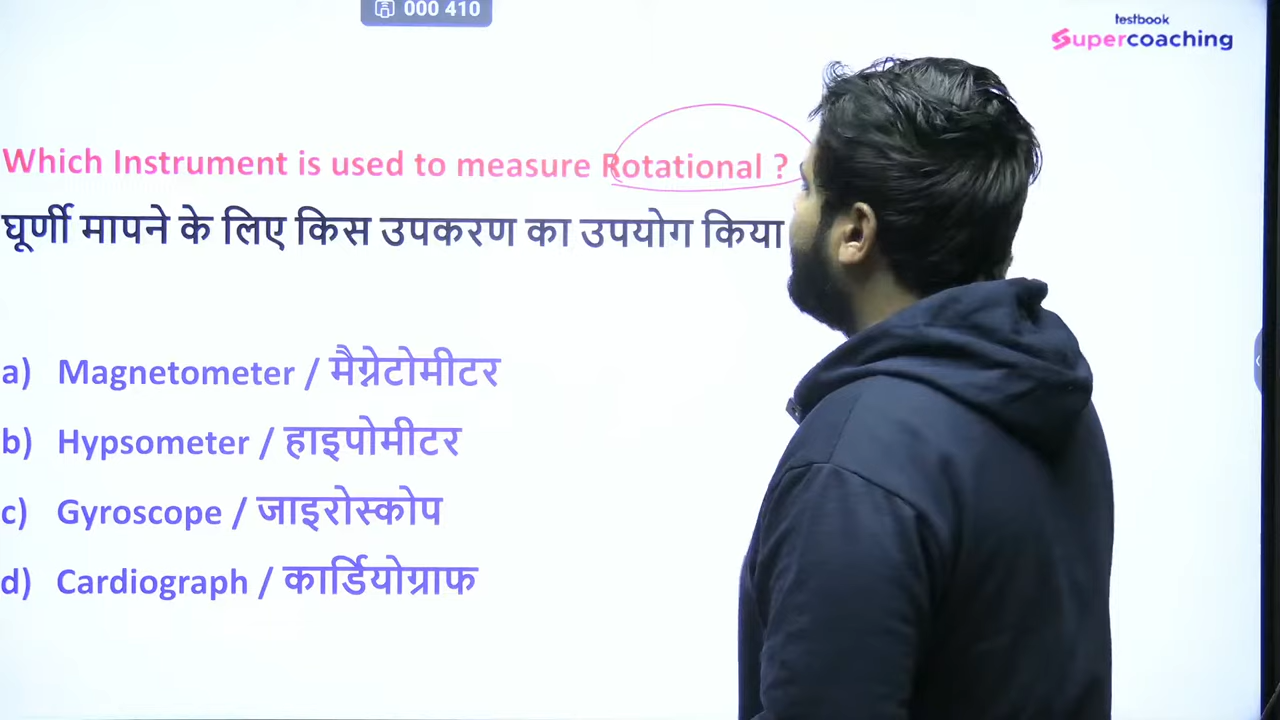 000 410
testbook
Supercoaching
Which Instrument is used to measure Rotational ?
घूर्णी मापने के लिए किस उपकरण का उपयोग किया
a) Magnetometer / मैग्नेटोमीटर
b) Hypsometer / हाइपोमीटर
c) Gyroscope / जाइरोस्कोप
d) Cardiograph / कार्डियोग्राफ